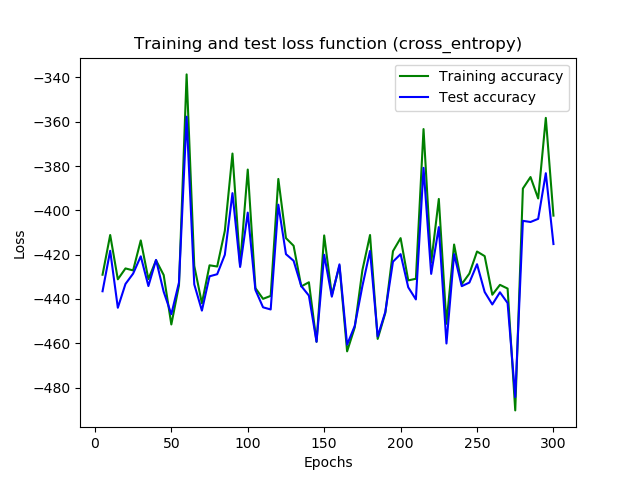 Training and test loss function (cross_entropy)
Training accuracy
Test accuracy
Loss
−340
−360
−380
−400
−420
−440
−460
−480
0 50 100 150 200 250 300
Epochs